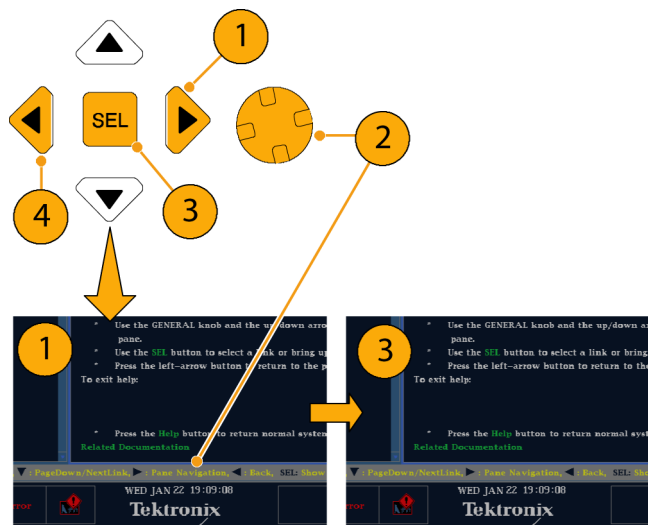 1
SEL
2
3
4
1
" Use the GENERAL knob and the up/down arro
pane.
" Use the SEL button to select a link or bring up
" Press the left-arrow button to return to the p
To exit help:
" Press the Help button to return normal system
Related Documentation
▼: PageDown/NextLink, ►: Pane Navigation, ◄: Back, SEL: Show
rror
WED JAN 22 19:09:08
Tektronix
3
" Use the GENERAL knob and the up/down a
pane.
" Use the SEL button to select a link or bring
" Press the left-arrow button to return to the
To exit help:
" Press the Help button to return normal syst
Related Documentation
▼: PageDown/NextLink, ►: Pane Navigation, ◄: Back, SEL: Sho
rror
WED JAN 22 19:09:08
Tektronix